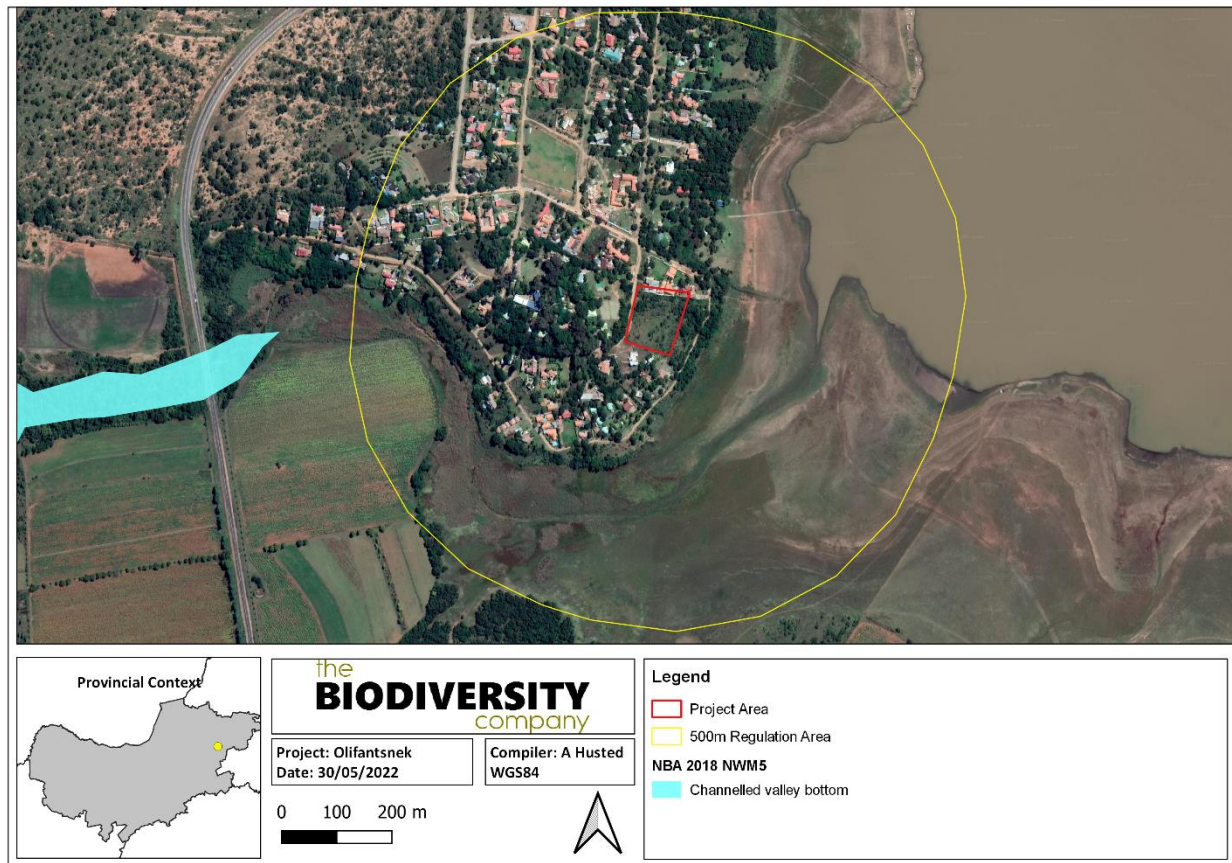 Provincial Context
the
BIODIVERSITY
company
Project: Olifantsnek
Date: 30/05/2022
Compiler: A Husted
WGS84
0 100 200 m
Legend
Project Area
500m Regulation Area
NBA 2018 NWM5
Channelled valley bottom